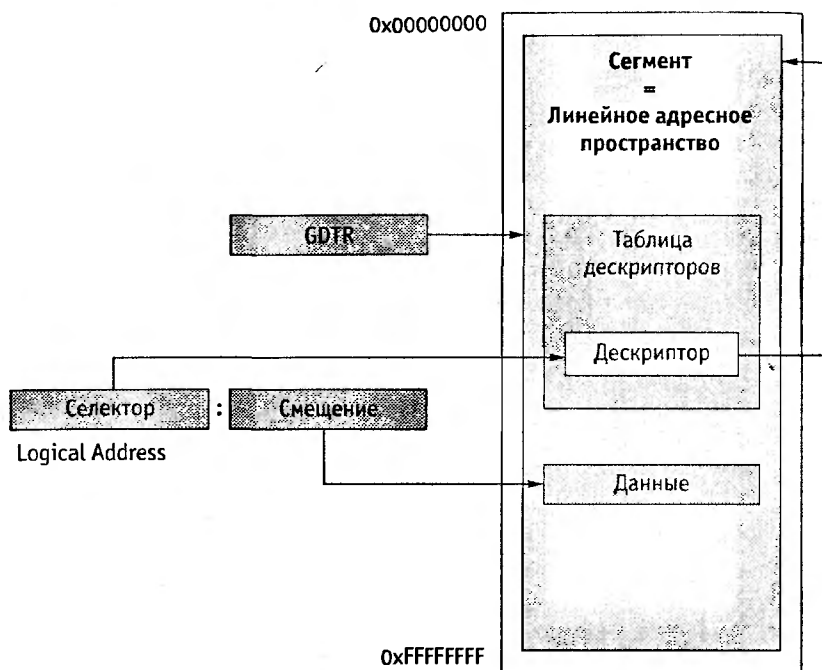 0x00000000
Сегмент
=
Линейное адресное
пространство
GDTR
Таблица
дескрипторов
Дескриптор
Селектор : Смещение
Logical Address
Данные
0xFFFFFFFF